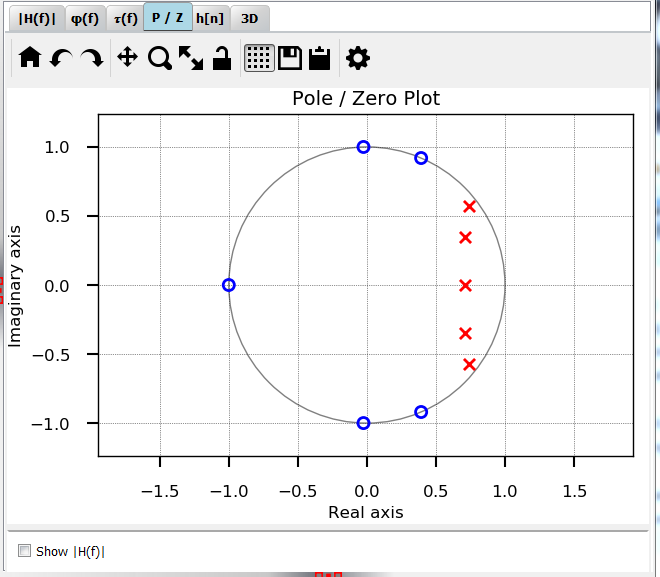 |H(f)| φ(f) τ(f) P / Z h[n] 3D
Pole / Zero Plot
1.0
0.5
0.0
−0.5
−1.0
Imaginary axis
−1.5 −1.0 −0.5 0.0 0.5 1.0 1.5
Real axis
Show |H(f)|